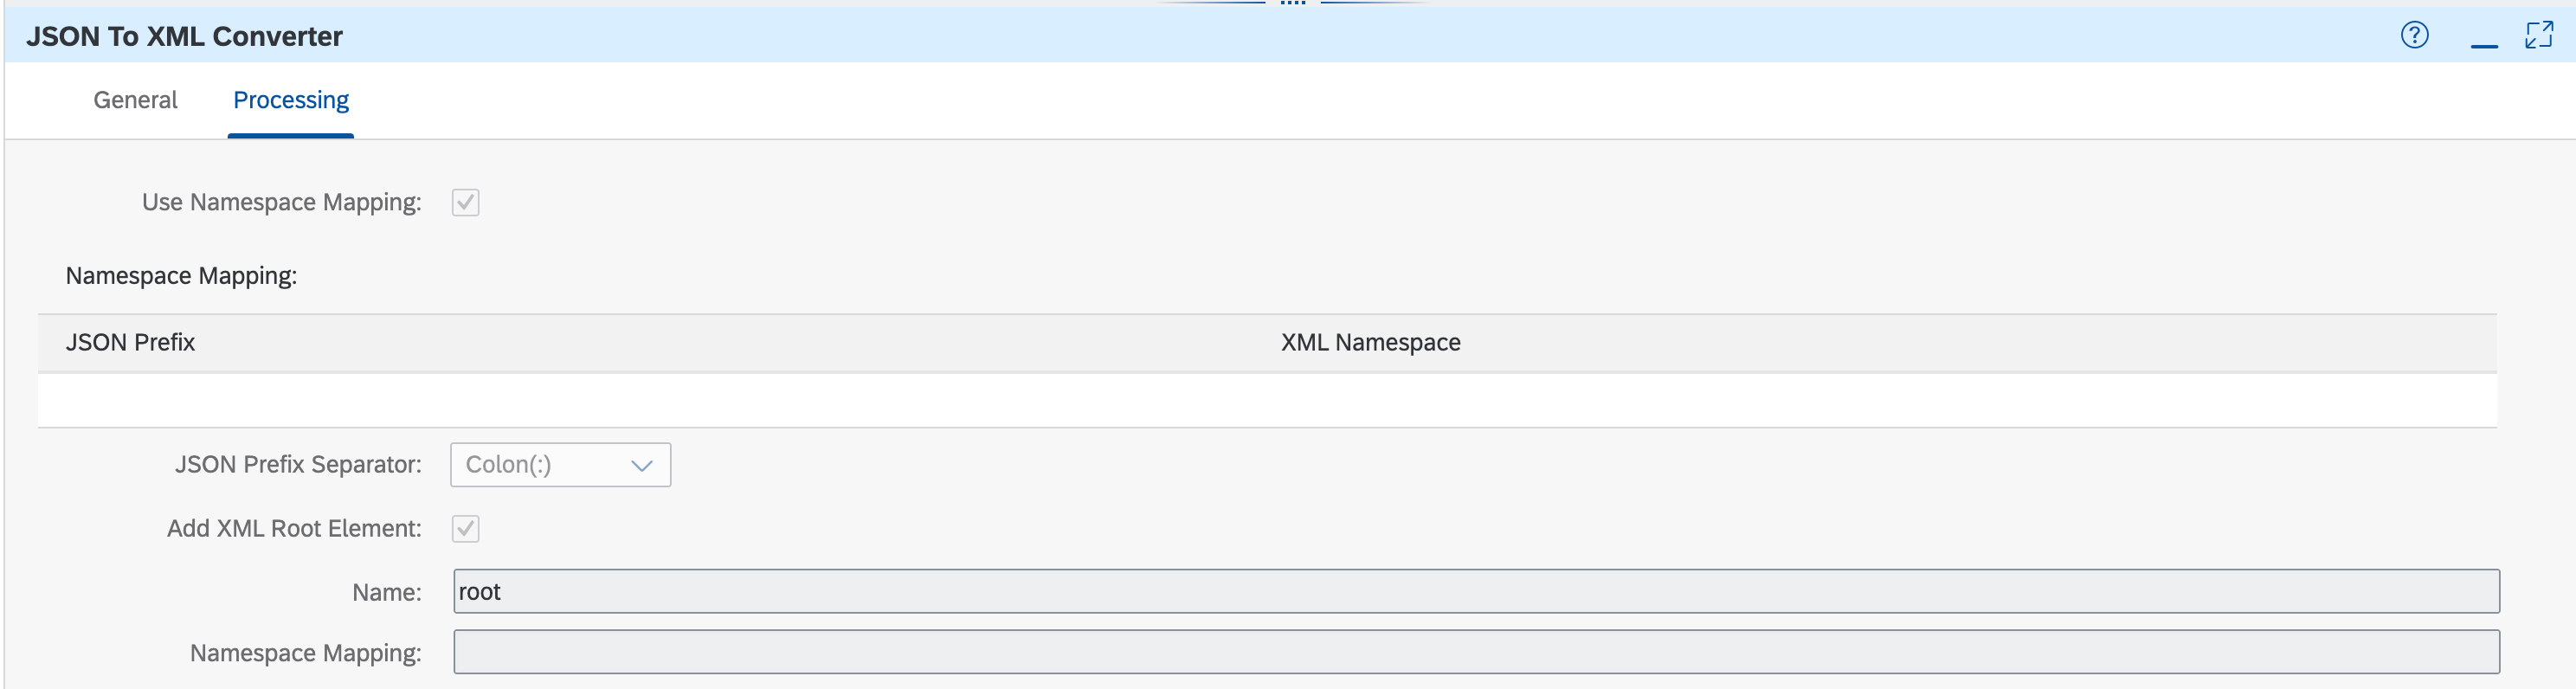 JSON To XML Converter
General Processing
Use Namespace Mapping:
Namespace Mapping:
JSON Prefix XML Namespace
JSON Prefix Separator: Colon(:)
Add XML Root Element:
Name: root
Namespace Mapping: